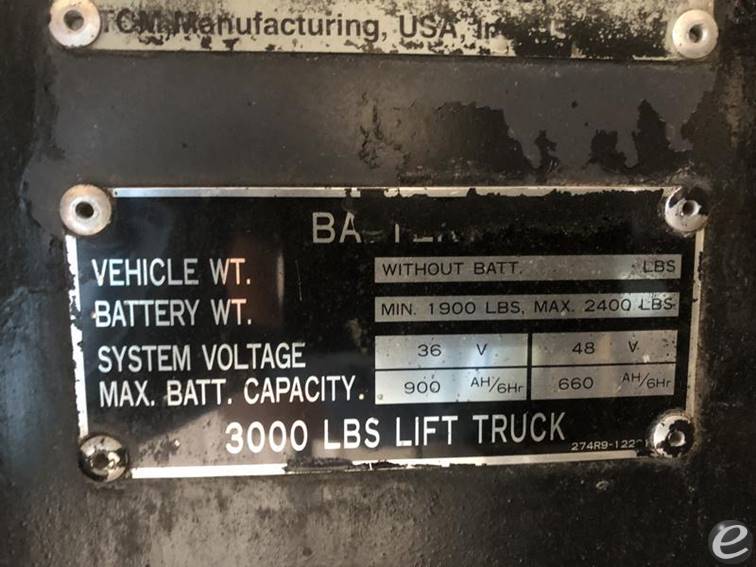 TCM Manufacturing, USA,
VEHICLE WT. WITHOUT BATT. LBS
BATTERY WT. MIN. 1900 LBS, MAX. 2400 LBS
SYSTEM VOLTAGE 36 V 48 V
MAX. BATT. CAPACITY. 900 AH/6Hr 660 AH/6Hr
3000 LBS LIFT TRUCK
e